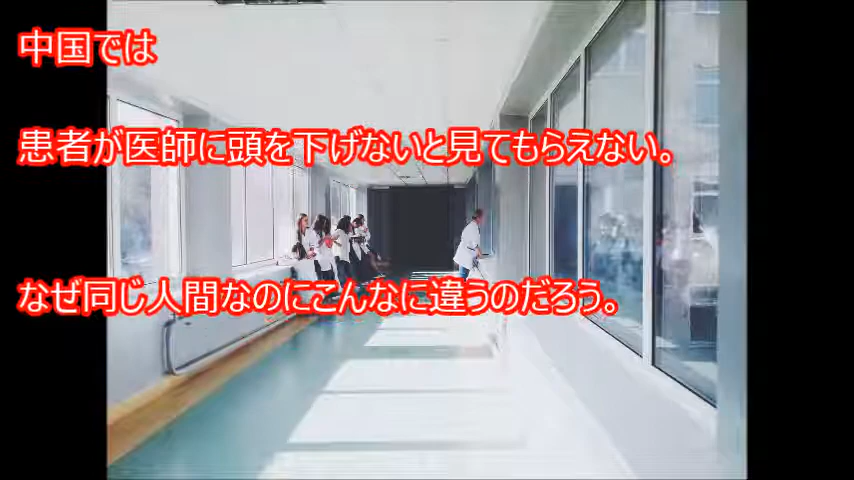 中国では
患者が医師に頭を下げないと見てもらえない。
なぜ同じ人間なのにこんなに違うのだろう。